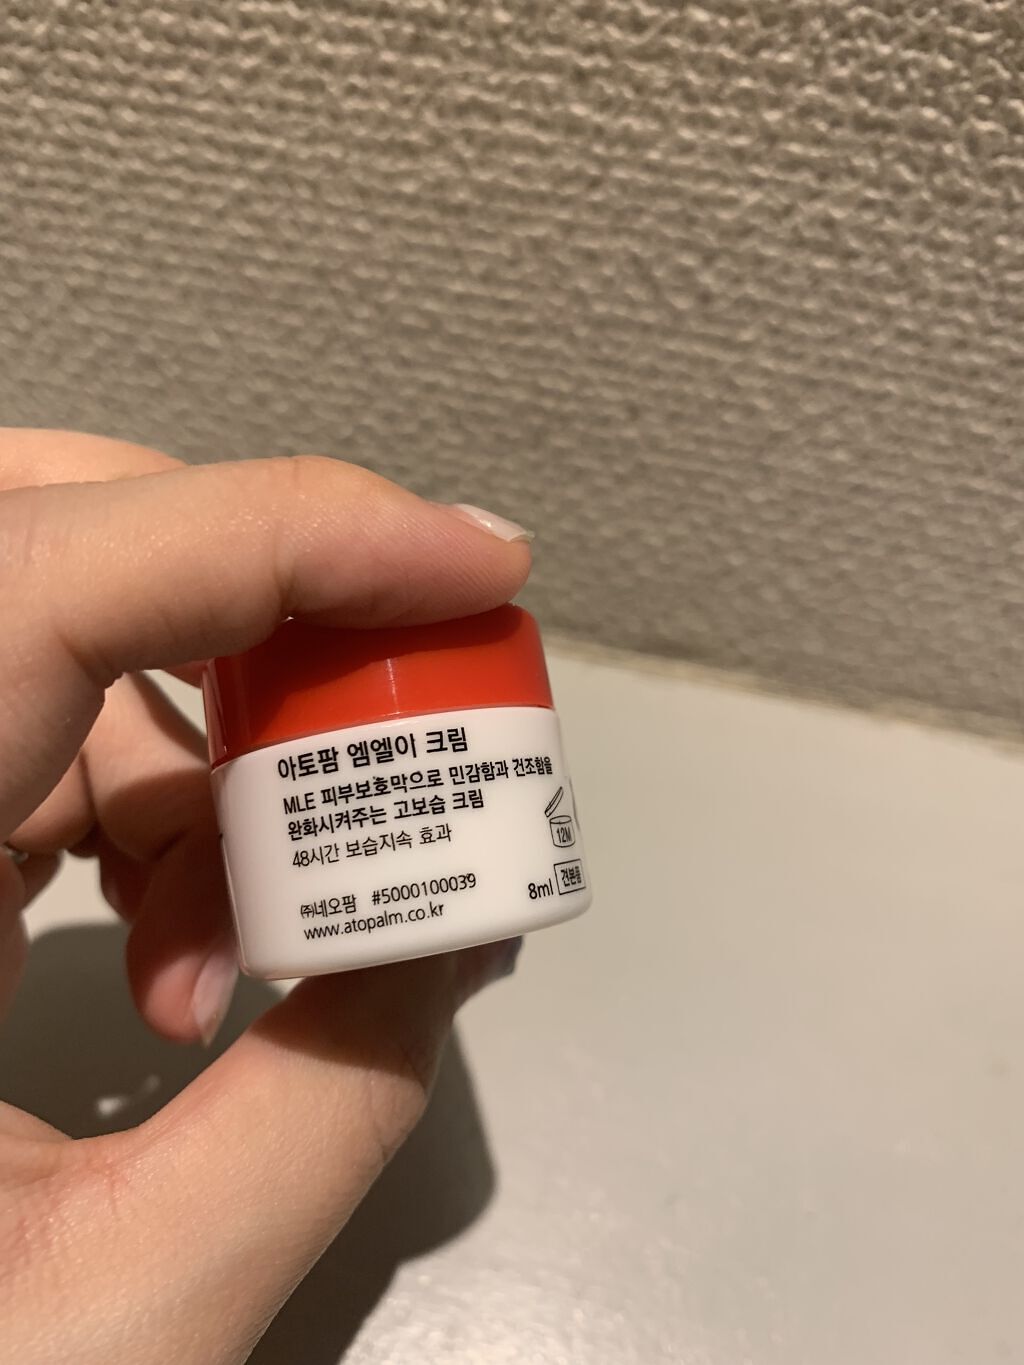 아토팜 엠엘이 크림
MLE 피부보호막으로 민감함과 건조함을
완화시켜주는 고보습 크림
48시간 보습지속 효과
12M
㈜네오팜 #5000100039
8ml 견본품
www.atopalm.co.kr